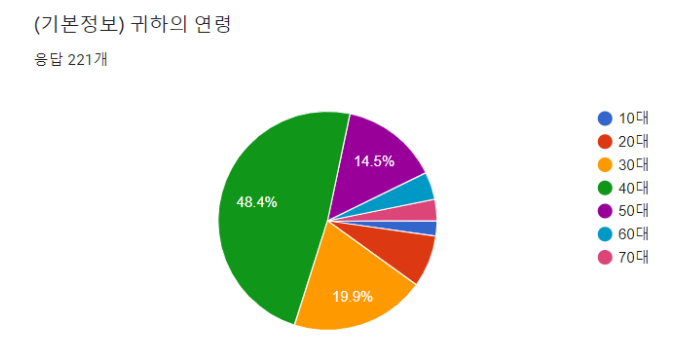 (기본정보) 귀하의 연령
응답 221개
14.5%
48.4%
19.9%
10대
20대
30대
40대
50대
60대
70대